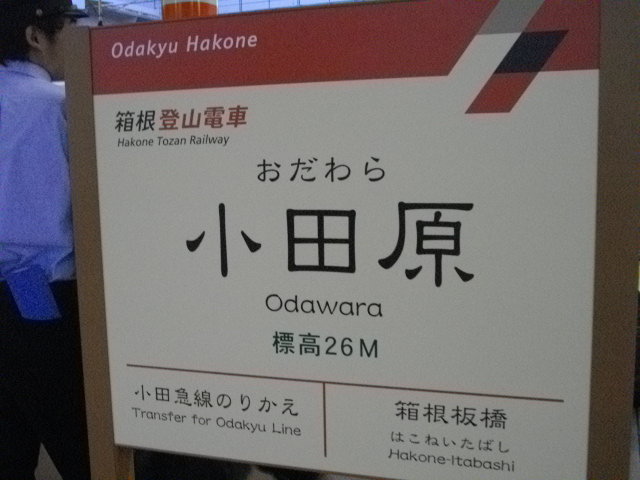 Odakyu Hakone
箱根登山電車
Hakone Tozan Railway
おだわら
小田原
Odawara
標高26M
小田急線のりかえ
Transfer for Odakyu Line
箱根板橋
はこねいたばし
Hakone-Itabashi